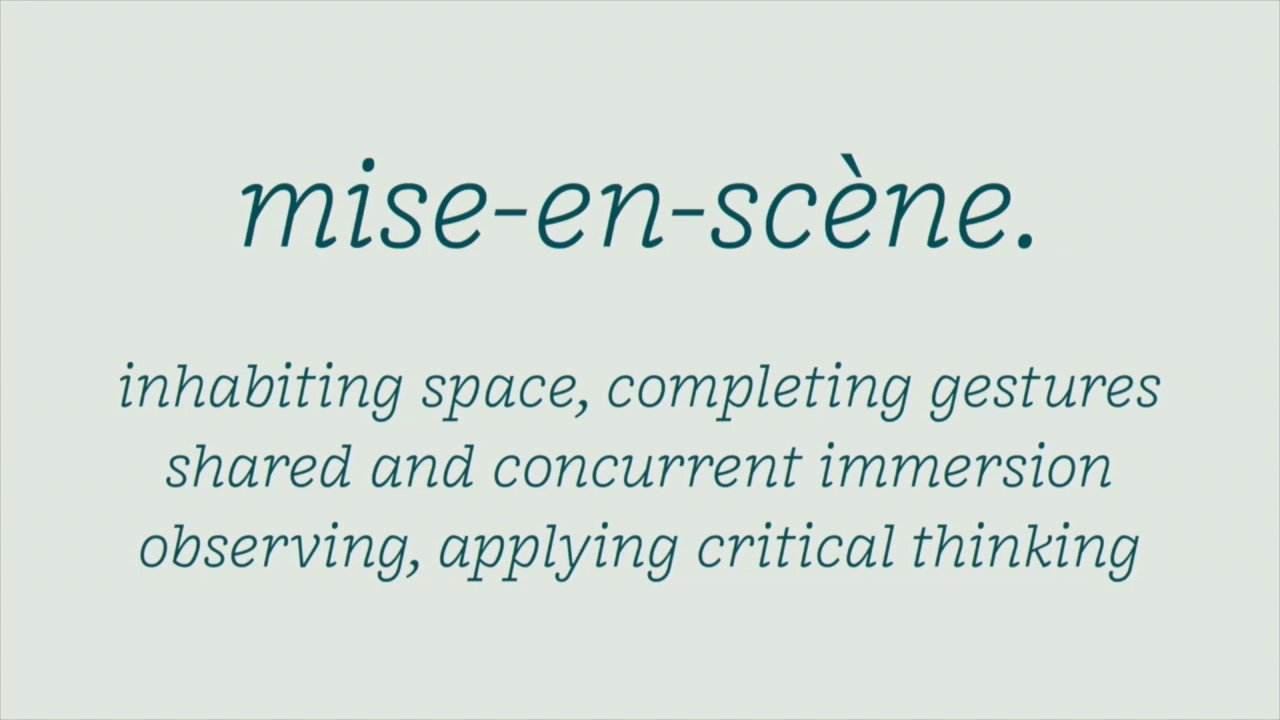 mise-en-scène.
inhabiting space, completing gestures
shared and concurrent immersion
observing, applying critical thinking